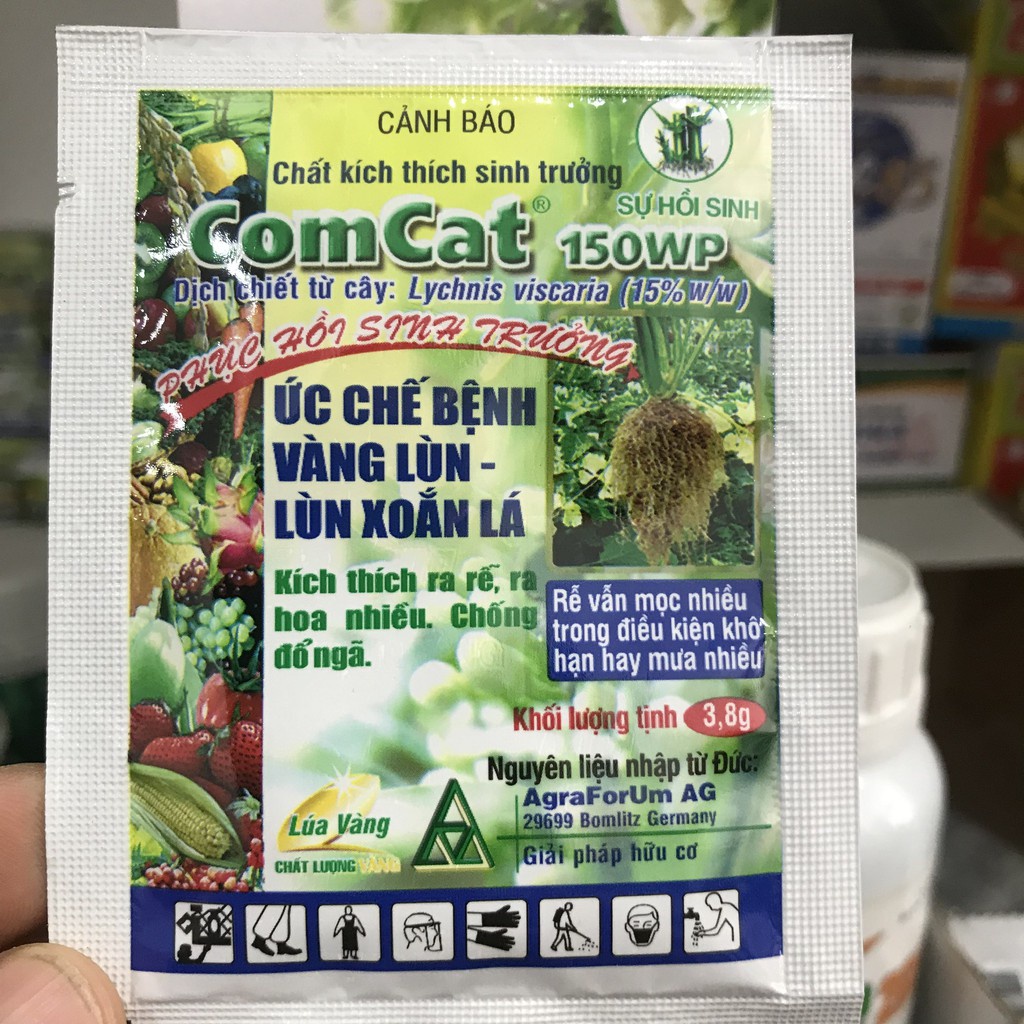 CẢNH BÁO
Chất kích thích sinh trưởng
SỰ HỒI SINH
ComCat® 150WP
Dịch chiết từ cây: Lychnis viscaria (15% w/w)
PHỤC HỒI SINH TRƯỞNG
ỨC CHẾ BỆNH
VÀNG LÙN -
LÙN XOẮN LÁ
Kích thích ra rễ, ra
hoa nhiều. Chống
đổ ngã.
Rễ vẫn mọc nhiều
trong điều kiện khô
hạn hay mưa nhiều
Khối lượng tịnh 3,8g
Nguyên liệu nhập từ Đức:
AgraForUm AG
29699 Bomlitz Germany
Giải pháp hữu cơ
Lúa Vàng
CHẤT LƯỢNG VÀNG